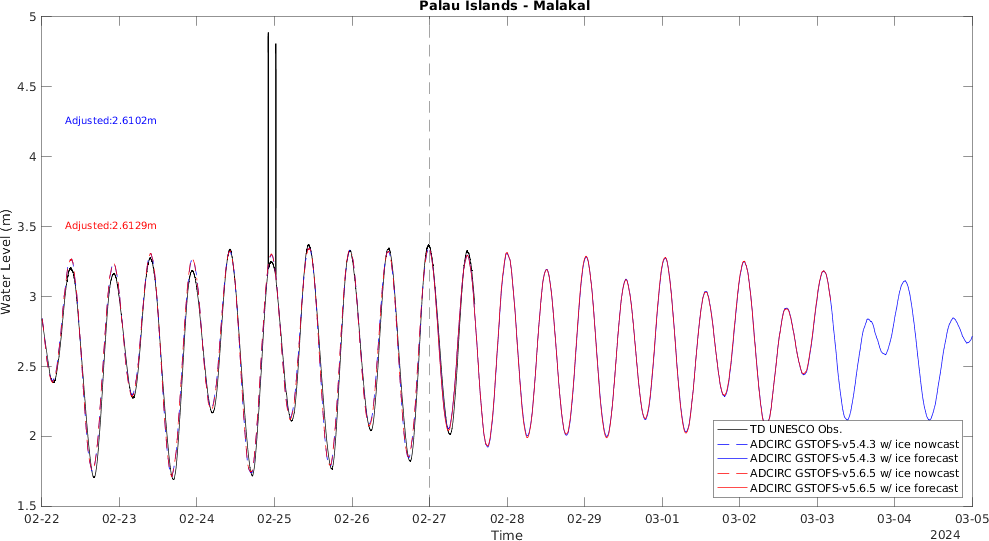 Palau Islands - Malakal
Water Level (m)
5
4.5
4
3.5
3
2.5
2
1.5
Adjusted:2.6102m
Adjusted:2.6129m
TD UNESCO Obs.
ADCIRC GSTOFS-v5.4.3 w/ ice nowcast
ADCIRC GSTOFS-v5.4.3 w/ ice forecast
ADCIRC GSTOFS-v5.6.5 w/ ice nowcast
ADCIRC GSTOFS-v5.6.5 w/ ice forecast
02-22 02-23 02-24 02-25 02-26 02-27 02-28 02-29 03-01 03-02 03-03 03-04 03-05
Time
2024